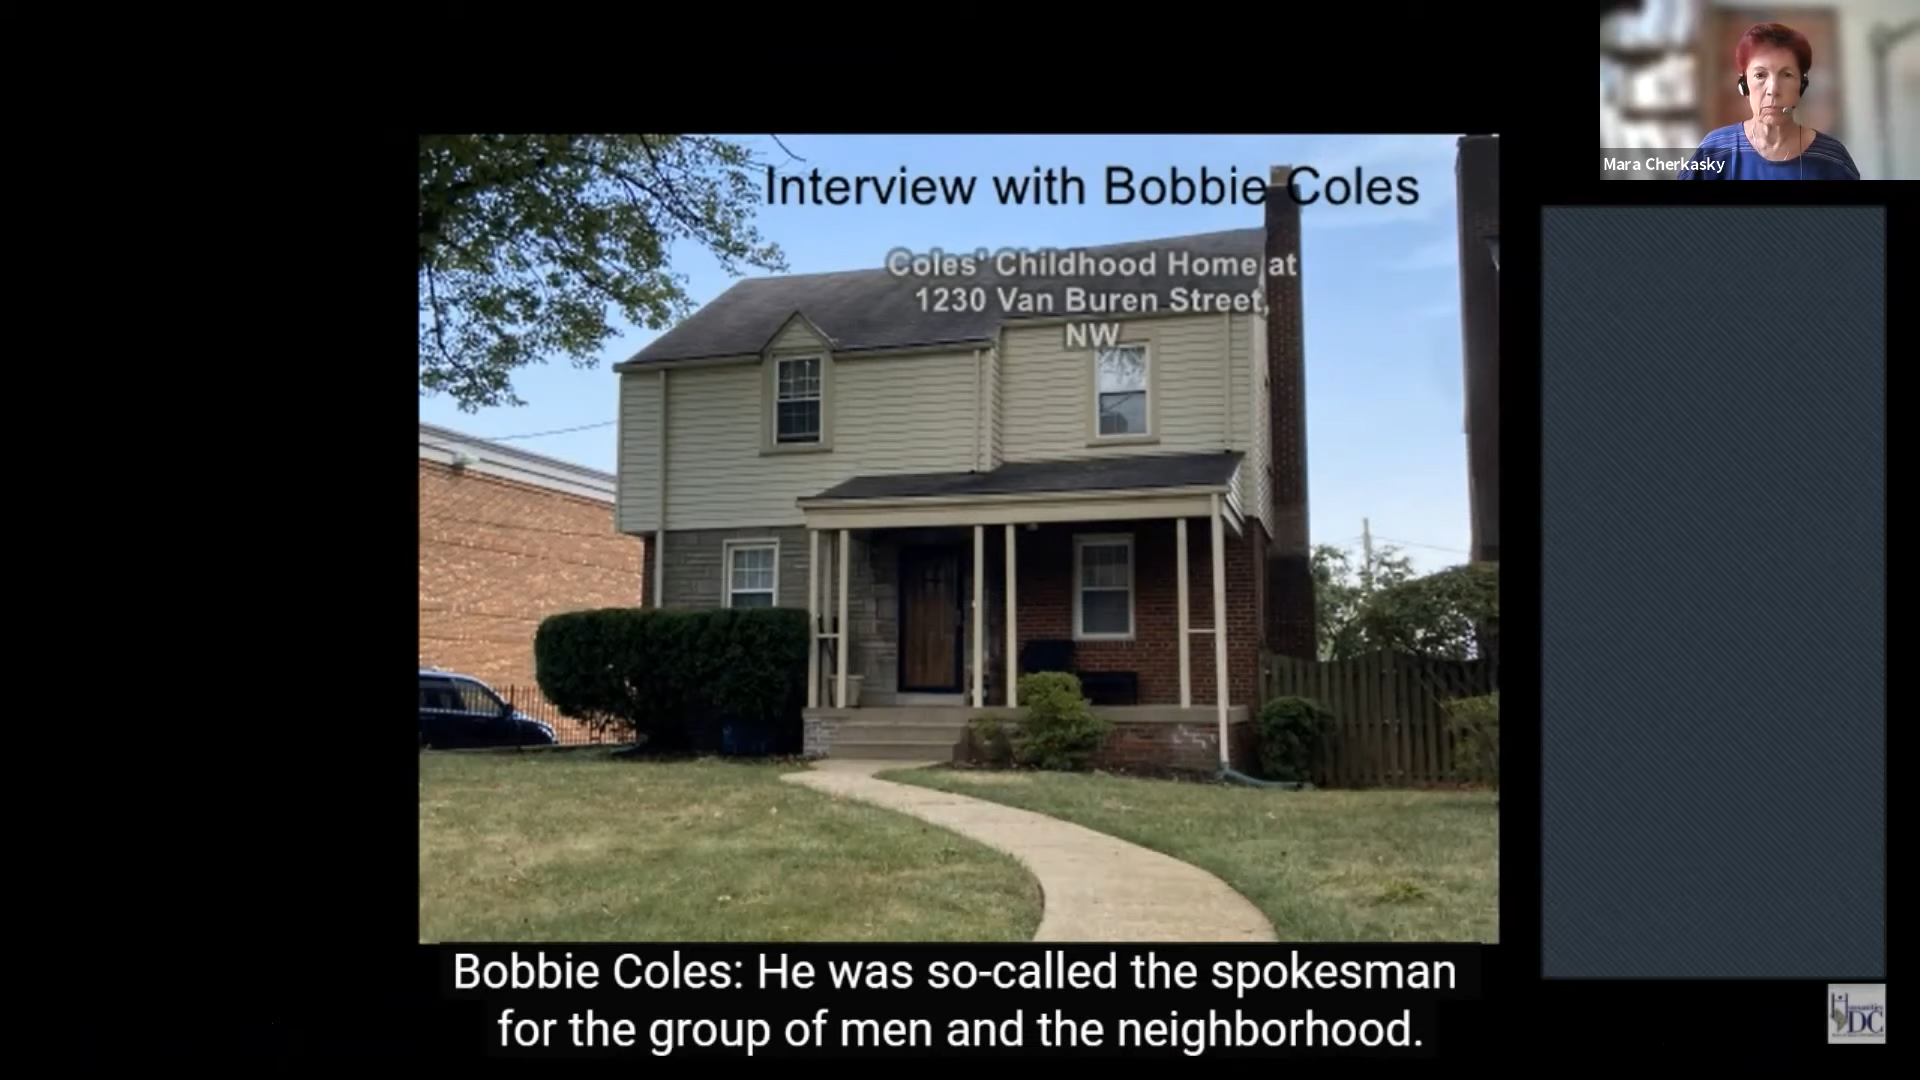 Mara Cherkasky
Interview with Bobbie Coles
Coles' Childhood Home at
1230 Van Buren Street,
NW
Bobbie Coles: He was so-called the spokesman
for the group of men and the neighborhood.
DC